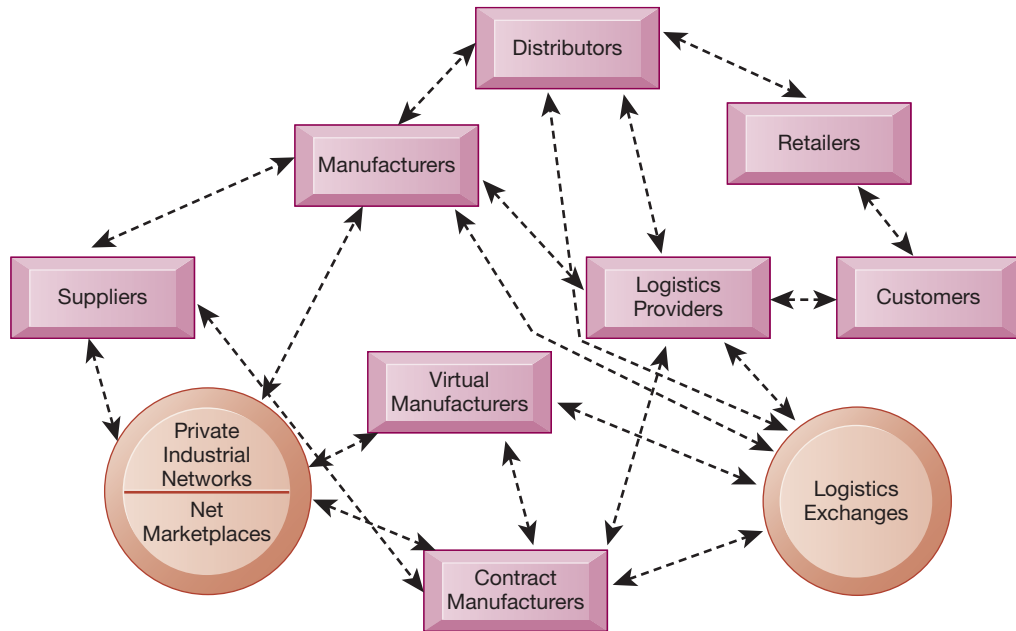 Distributors
Retailers
Manufacturers
Suppliers
Logistics
Providers
Customers
Virtual
Manufacturers
Private
Industrial
Networks
Net
Marketplaces
Logistics
Exchanges
Contract
Manufacturers